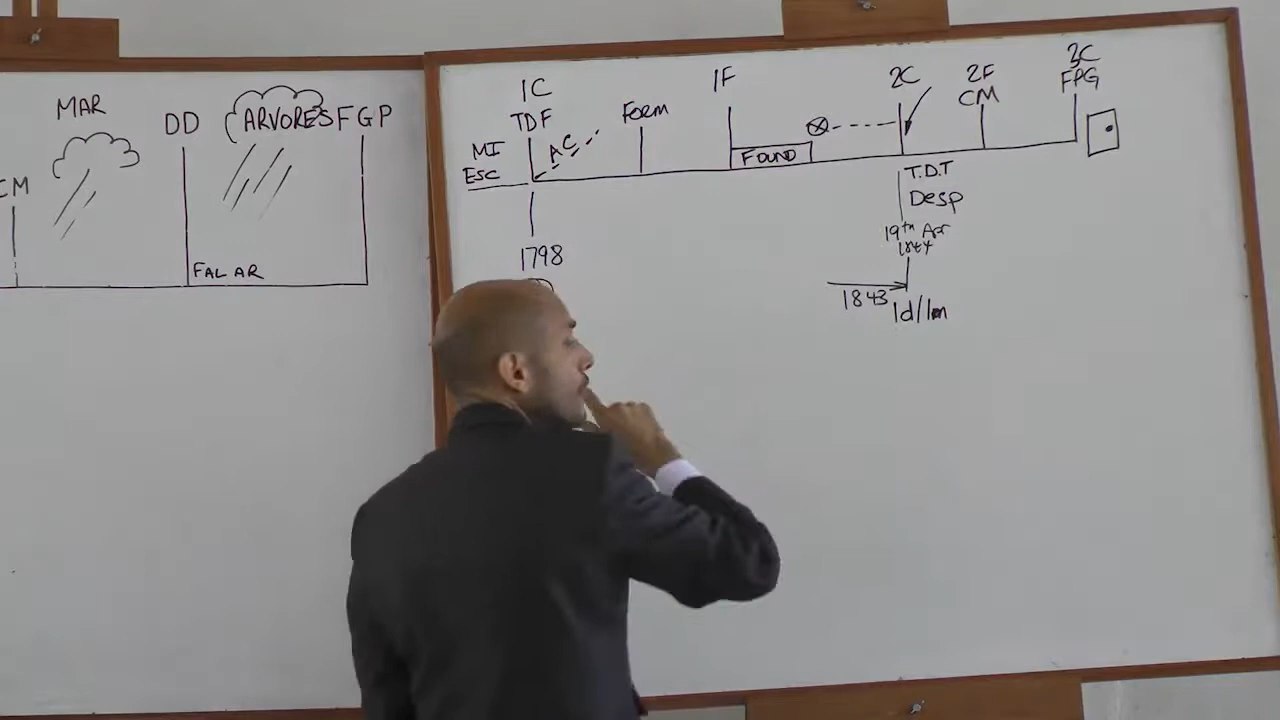 MAR
DD
ARVORES
FGP
CM
FALAR
1C
TDF
MI
ESC
AC
FORM
1F
FOUND
2C
2F
CM
3C
FPG
T.D.T
Desp
19th Apr
1844
1798
1843
1d/1m